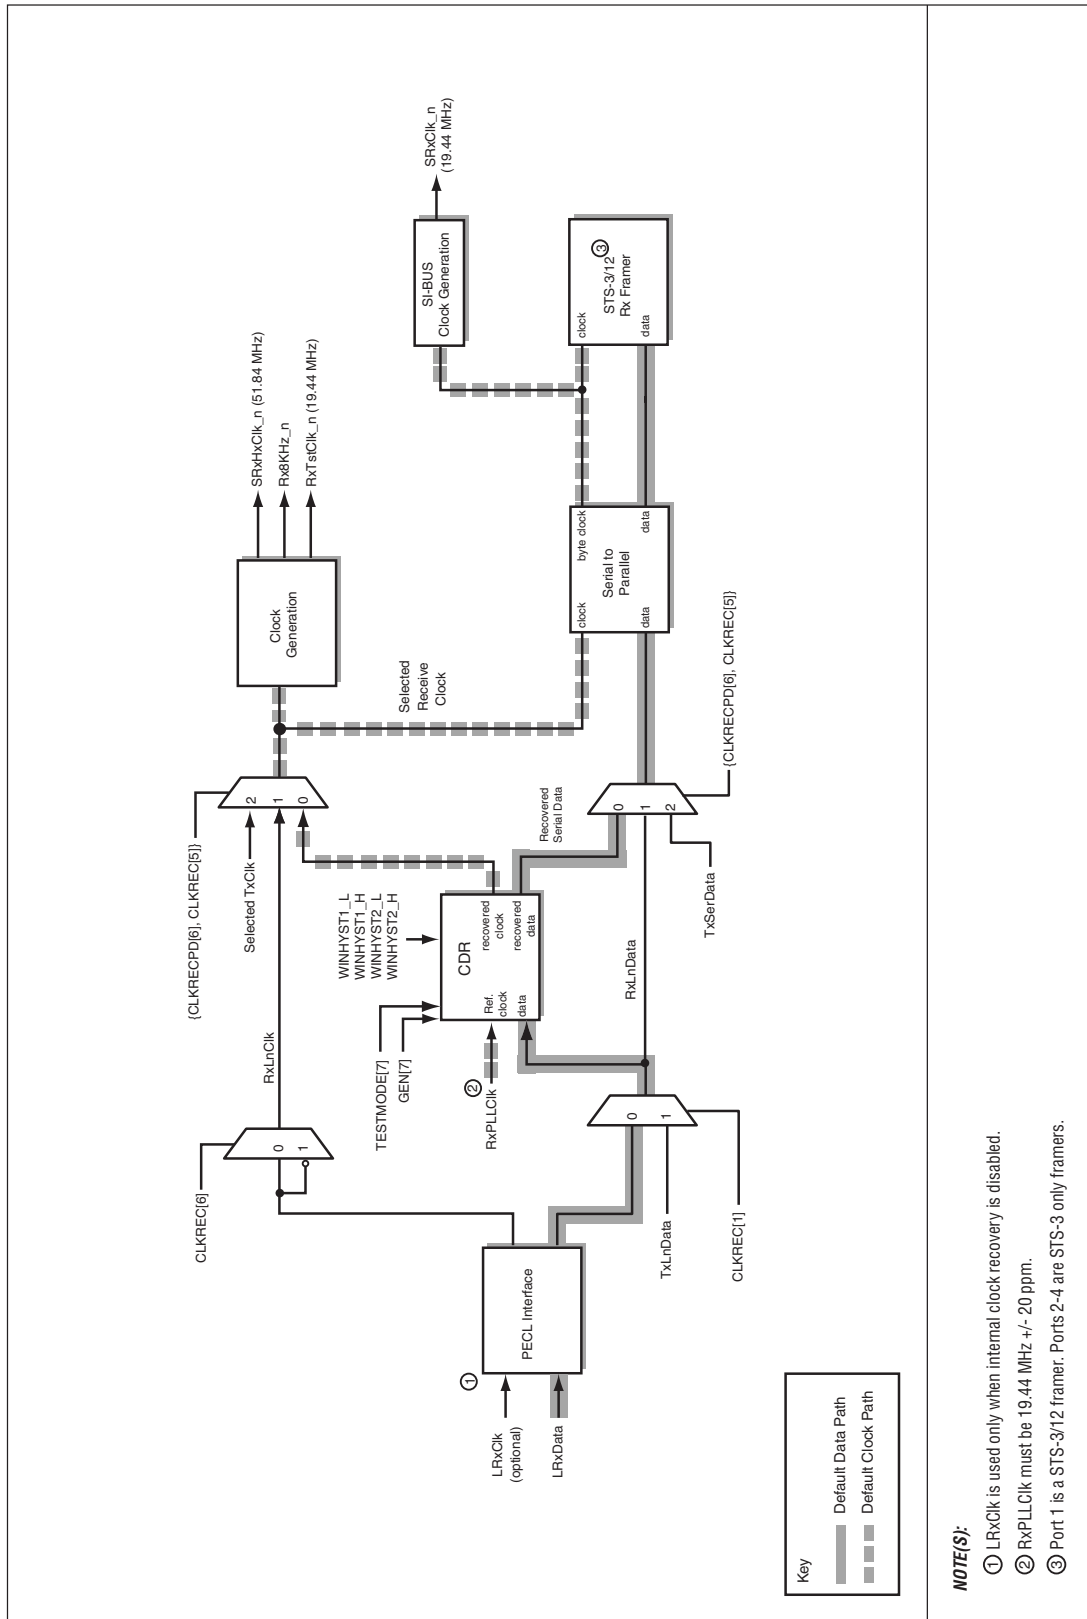 SRxHxClk_n (51.84 MHz)
Rx8KHz_n
RxTstClk_n (19.44 MHz)
SRxClk_n
(19.44 MHz)
Clock
Generation
SI-BUS
Clock Generation
3
STS-3/12
Rx Framer
clock
data
{CLKRECPD[6], CLKREC[5]}
2
1
0
Selected TxClk
Selected
Receive
Clock
clock
byte clock
Serial to
Parallel
data
data
RxLnClk
CLKREC[6]
0
1
WINHYST1_L
WINHYST1_H
WINHYST2_L
WINHYST2_H
TESTMODE[7]
GEN[7]
CDR
Ref.
clock
data
recovered
clock
recovered
data
2
RxPLLClk
Recovered
Serial Data
0
1
2
{CLKRECPD[6], CLKREC[5]}
TxSerData
RxLnData
0
1
TxLnData
CLKREC[1]
PECL Interface
1
LRxClk
(optional)
LRxData
Key
Default Data Path
Default Clock Path
NOTE(S):
1 LRxClk is used only when internal clock recovery is disabled.
2 RxPLLClk must be 19.44 MHz +/- 20 ppm.
3 Port 1 is a STS-3/12 framer. Ports 2-4 are STS-3 only framers.